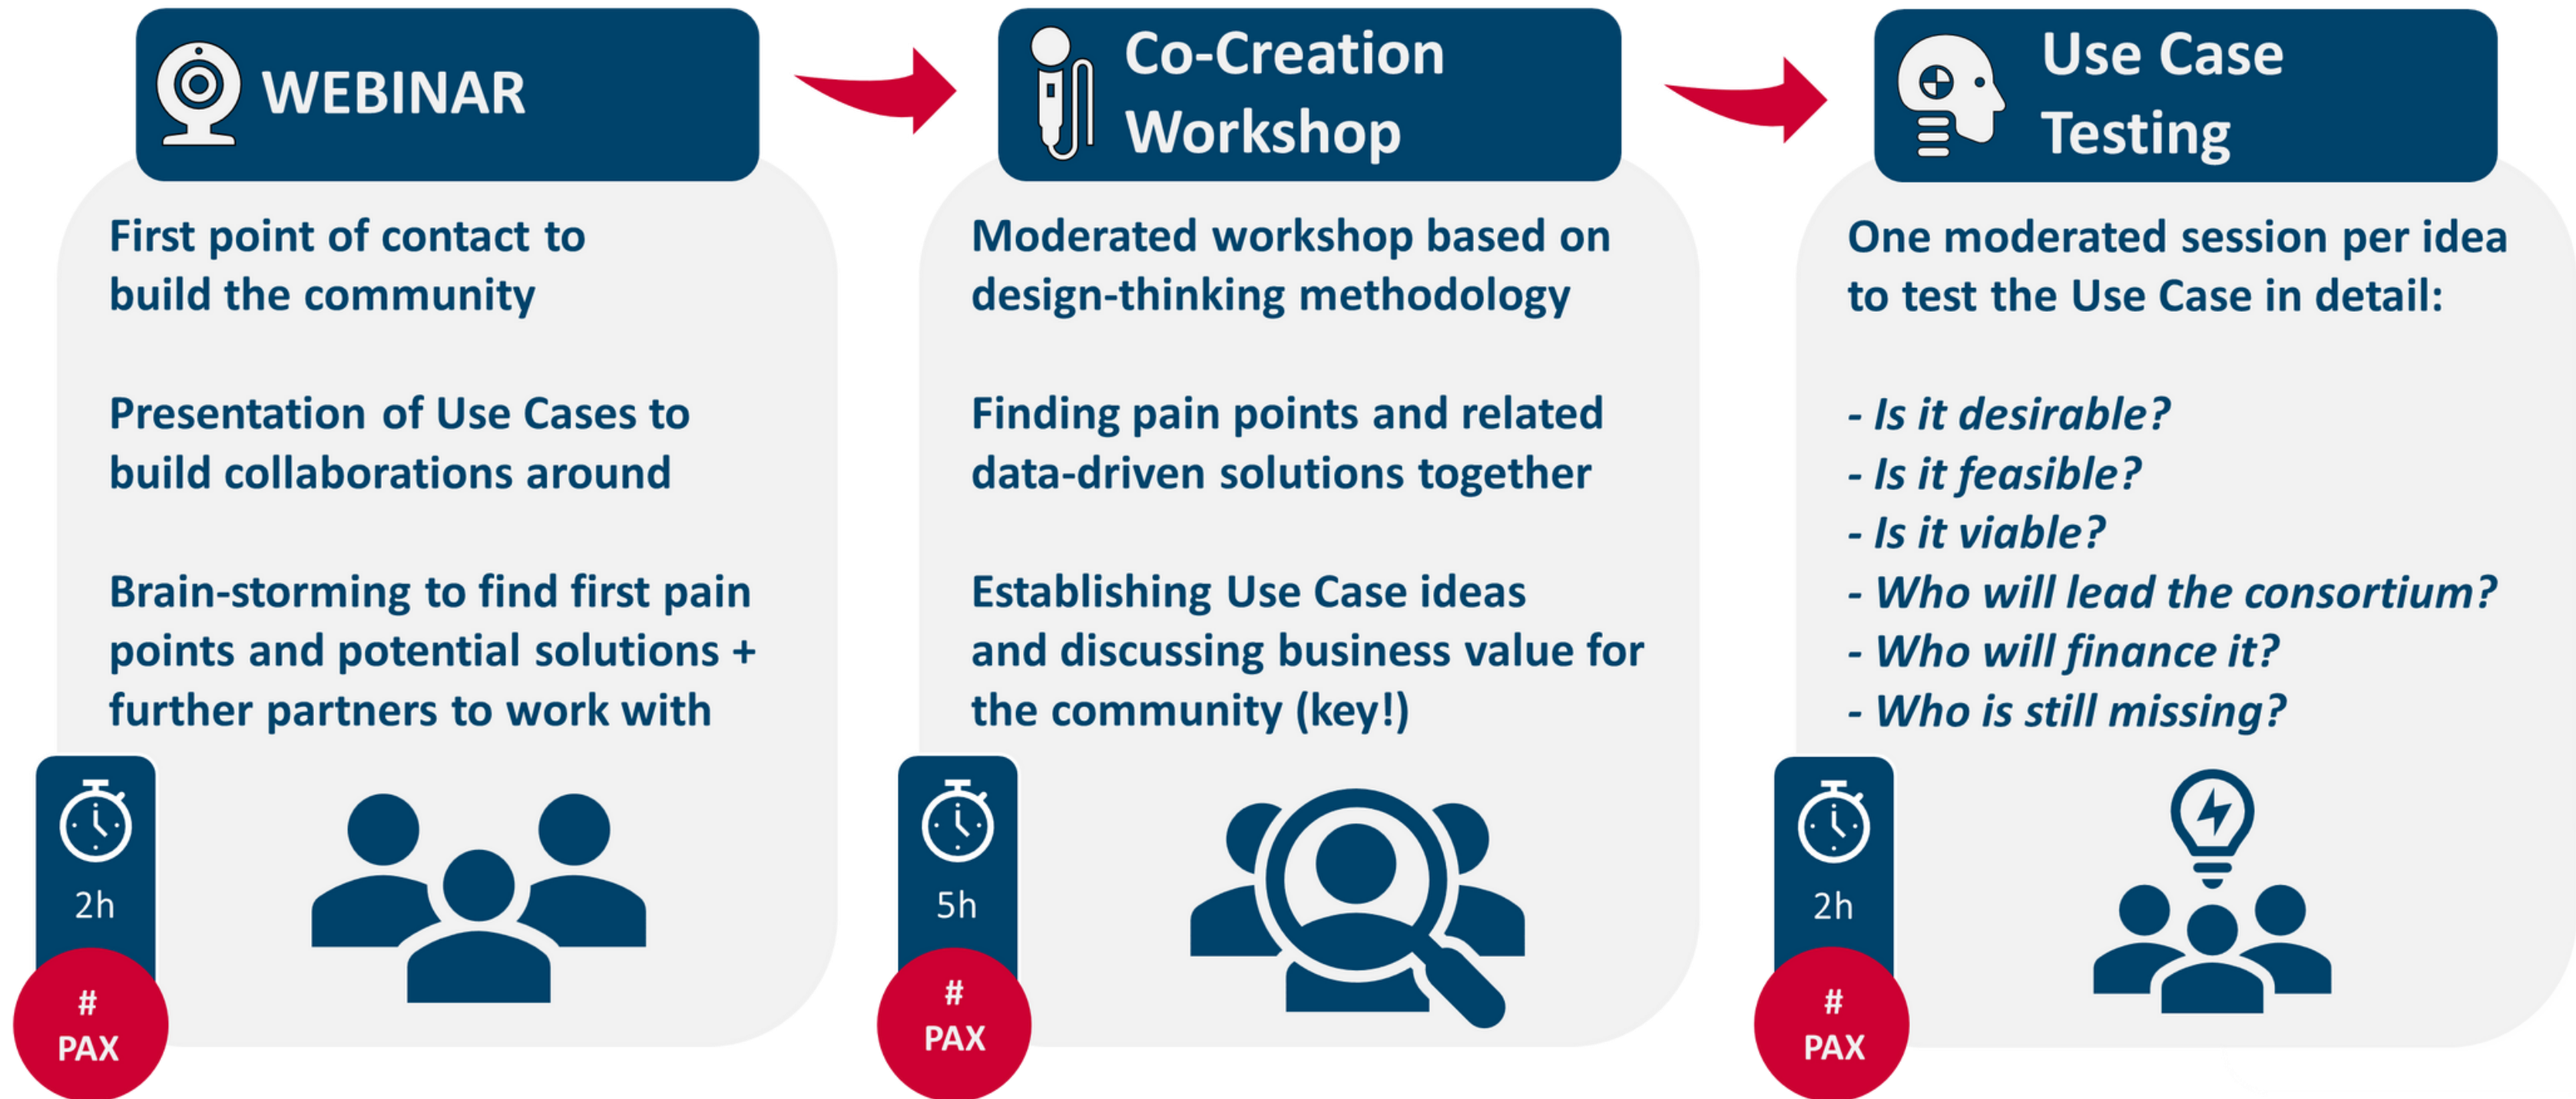 WEBINAR
First point of contact to
build the community
Presentation of Use Cases to
build collaborations around
Brain-storming to find first pain
points and potential solutions +
further partners to work with
2h
#
PAX
Co-Creation
Workshop
Moderated workshop based on
design-thinking methodology
Finding pain points and related
data-driven solutions together
Establishing Use Case ideas
and discussing business value for
the community (key!)
5h
#
PAX
Use Case
Testing
One moderated session per idea
to test the Use Case in detail:
- Is it desirable?
- Is it feasible?
- Is it viable?
- Who will lead the consortium?
- Who will finance it?
- Who is still missing?
2h
#
PAX